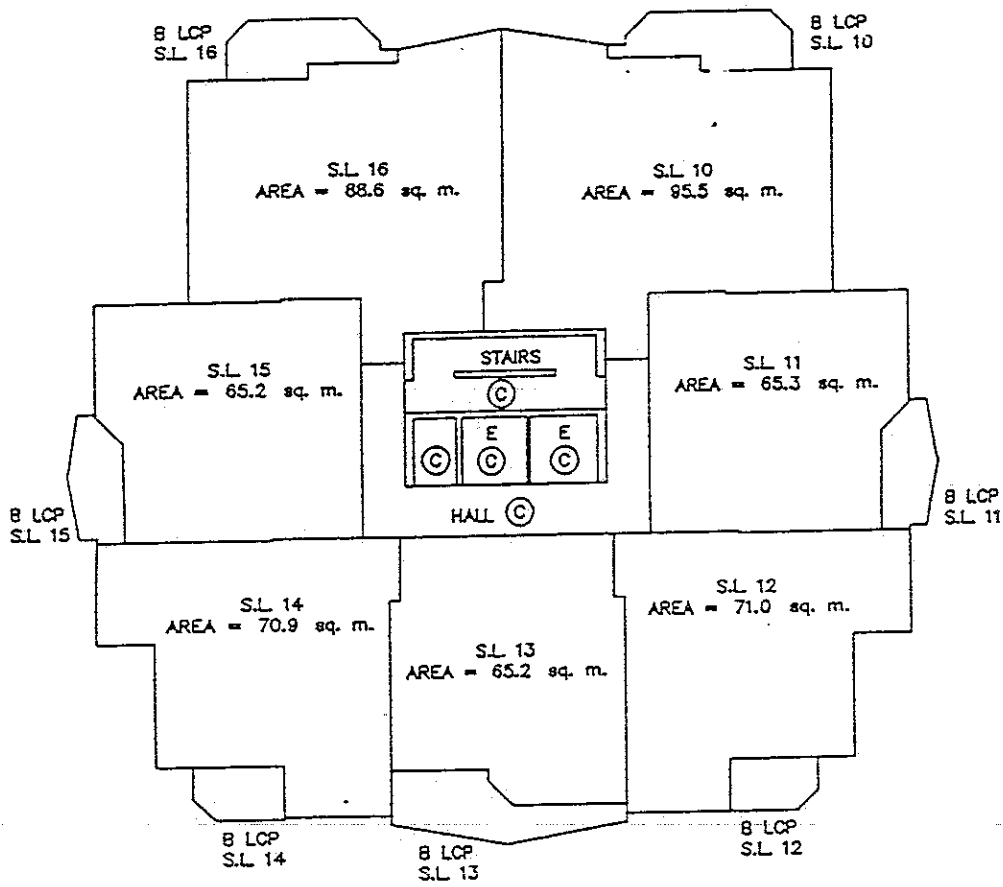 B LCP
S.L. 16
B LCP
S.L. 10
S.L. 16
AREA = 88.6 sq. m.
S.L. 10
AREA = 95.5 sq. m.
STAIRS
C
S.L. 15
AREA = 65.2 sq. m.
S.L. 11
AREA = 65.3 sq. m.
E
E
C
C
C
HALL C
B LCP
S.L. 15
B LCP
S.L. 11
S.L. 14
AREA = 70.9 sq. m.
S.L. 12
AREA = 71.0 sq. m.
S.L. 13
AREA = 65.2 sq. m.
B LCP
S.L. 14
B LCP
S.L. 13
B LCP
S.L. 12